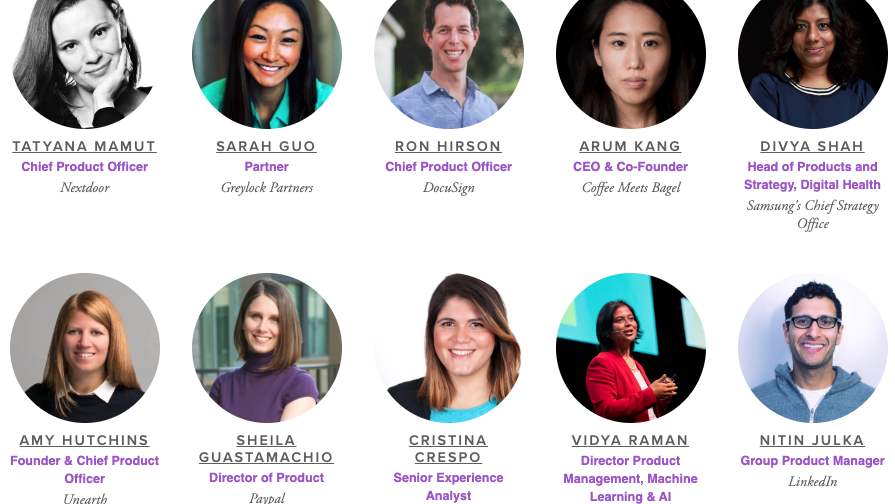 TATYANA MAMUT
Chief Product Officer
Nextdoor
SARAH GUO
Partner
Greylock Partners
RON HIRSON
Chief Product Officer
DocuSign
ARUM KANG
CEO & Co-Founder
Coffee Meets Bagel
DIVYA SHAH
Head of Products and
Strategy, Digital Health
Samsung's Chief Strategy
Office
AMY HUTCHINS
Founder & Chief Product
Officer
Unearth
SHEILA
GUASTAMACHIO
Director of Product
Paypal
CRISTINA
CRESPO
Senior Experience
Analyst
VIDYA RAMAN
Director Product
Management, Machine
Learning & AI
NITIN JULKA
Group Product Manager
LinkedIn